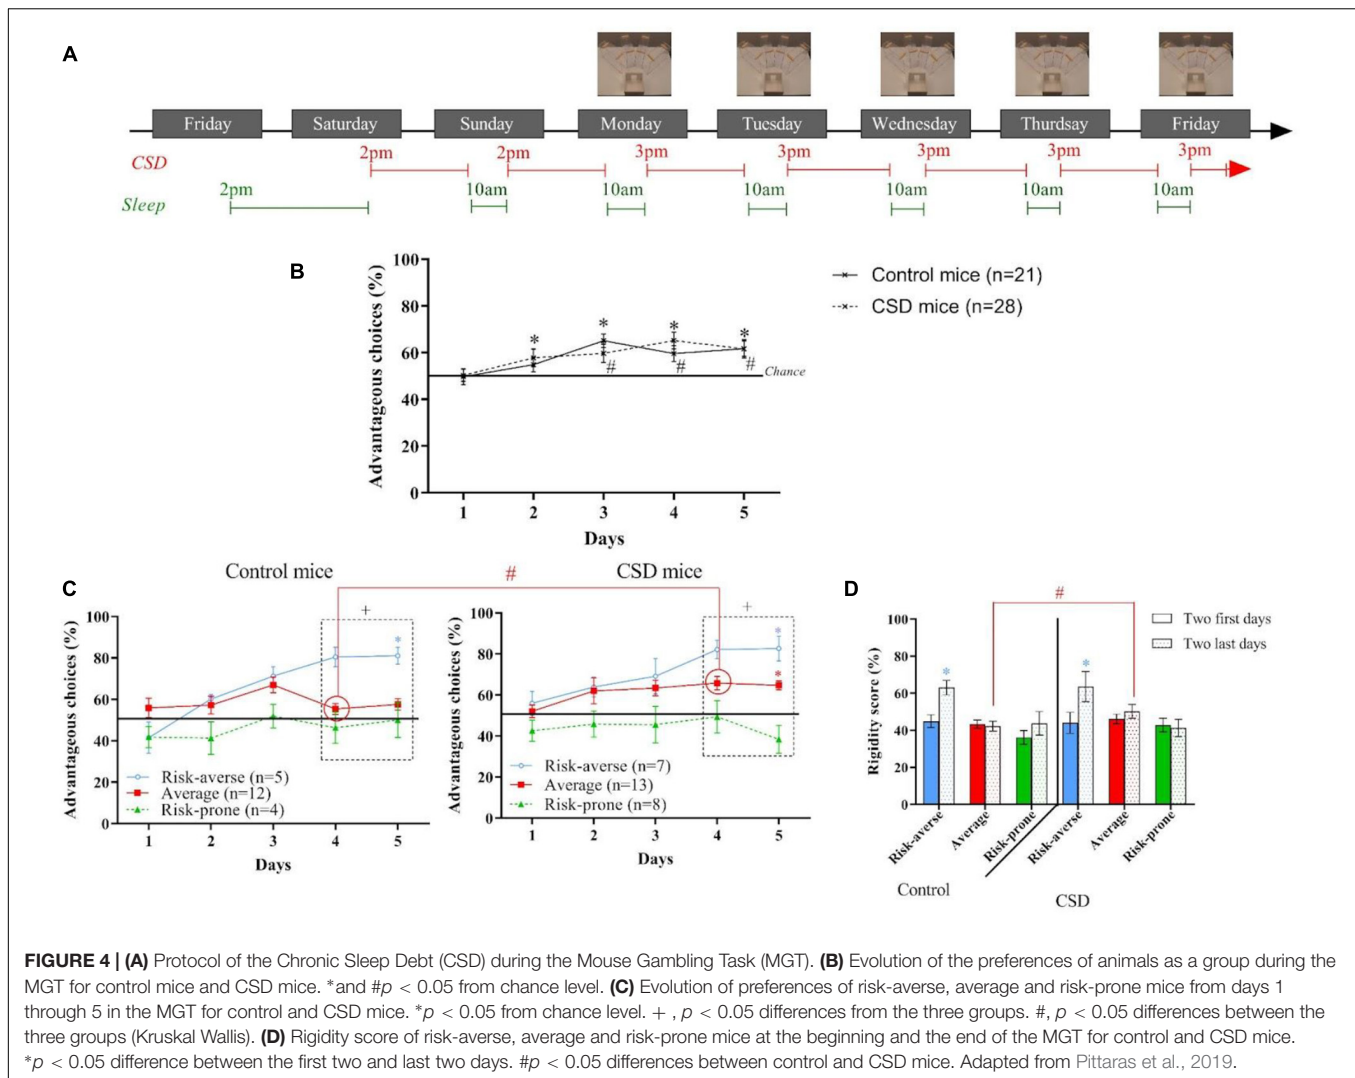 A
Friday Saturday Sunday Monday Tuesday Wednesday Thurdsay Friday
CSD 2pm 2pm 3pm 3pm 3pm 3pm 3pm
Sleep 2pm 10am 10am 10am 10am 10am 10am
B
Advantageous choices (%)
100
80
60
40
20
0
* * * *
# # #
Chance
1 2 3 4 5
Days
Control mice (n=21)
CSD mice (n=28)
C
Control mice
#
CSD mice
Advantageous choices (%)
100
80
60
40
20
0
+
*
Risk-averse (n=5)
Average (n=12)
Risk-prone (n=4)
1 2 3 4 5
Days
Advantageous choices (%)
100
80
60
40
20
0
+
*
*
Risk-averse (n=7)
Average (n=13)
Risk-prone (n=8)
1 2 3 4 5
Days
D
#
Two first days
Two last days
Rigidity score (%)
100
80
60
40
20
0
* *
Risk-averse Average Risk-prone Risk-averse Average Risk-prone
Control
CSD
FIGURE 4 | (A) Protocol of the Chronic Sleep Debt (CSD) during the Mouse Gambling Task (MGT). (B) Evolution of the preferences of animals as a group during the
MGT for control mice and CSD mice. *and #p < 0.05 from chance level. (C) Evolution of preferences of risk-averse, average and risk-prone mice from days 1
through 5 in the MGT for control and CSD mice. *p < 0.05 from chance level. + , p < 0.05 differences from the three groups. #, p < 0.05 differences between the
three groups (Kruskal Wallis). (D) Rigidity score of risk-averse, average and risk-prone mice at the beginning and the end of the MGT for control and CSD mice.
*p < 0.05 difference between the first two and last two days. #p < 0.05 differences between control and CSD mice. Adapted from Pittaras et al., 2019.